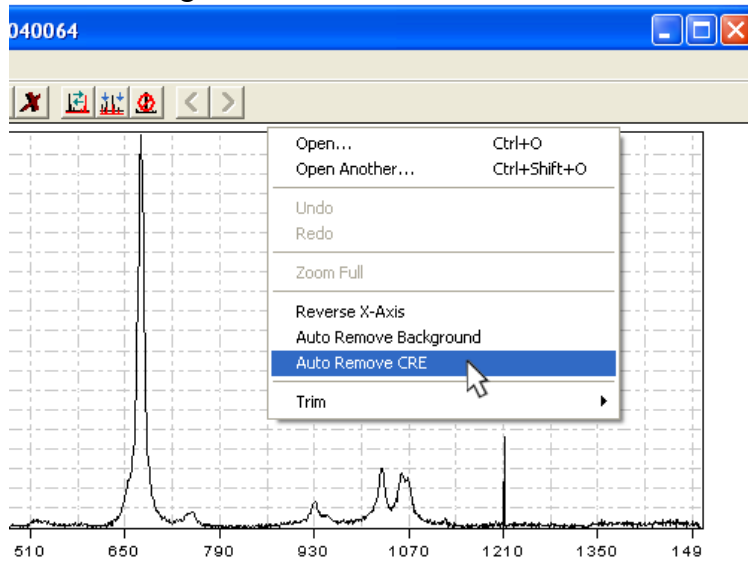 040064
Open... Ctrl+O
Open Another... Ctrl+Shift+O
Undo
Redo
Zoom Full
Reverse X-Axis
Auto Remove Background
Auto Remove CRE
Trim
510 650 790 930 1070 1210 1350 149